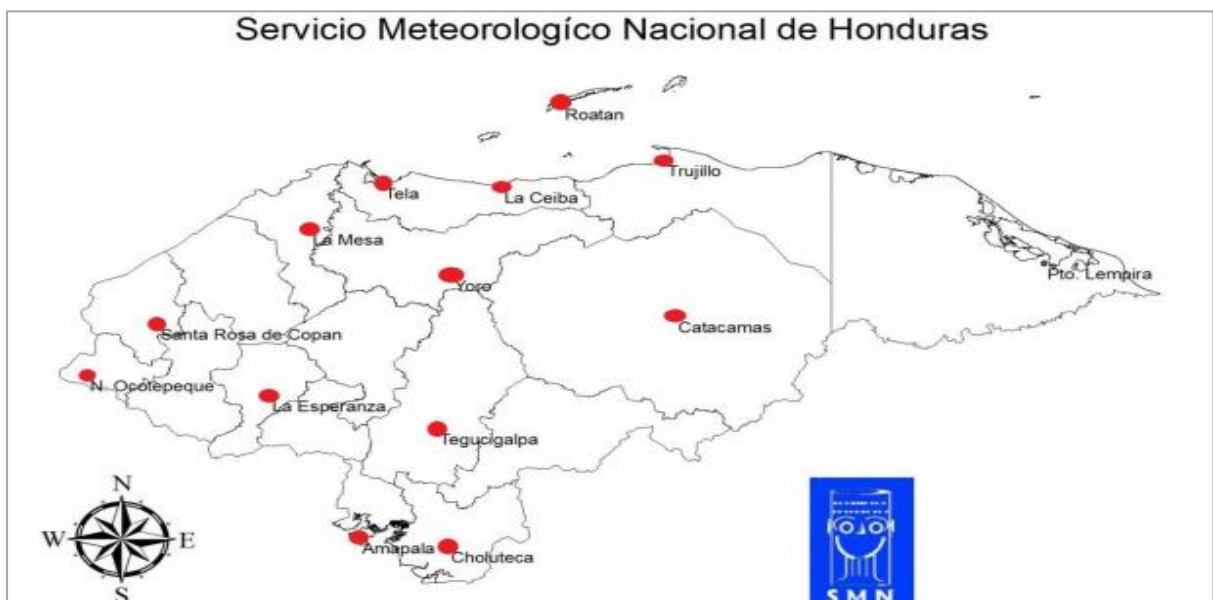 Servicio Meteorologíco Nacional de Honduras
Roatan
Trujillo
Tela
La Ceiba
La Mesa
Yoro
Pto. Lempira
Santa Rosa de Copan
Catacamas
N. Ocotepeque
La Esperanza
Tegucigalpa
N
W
E
S
Amapala
Choluteca
SMN